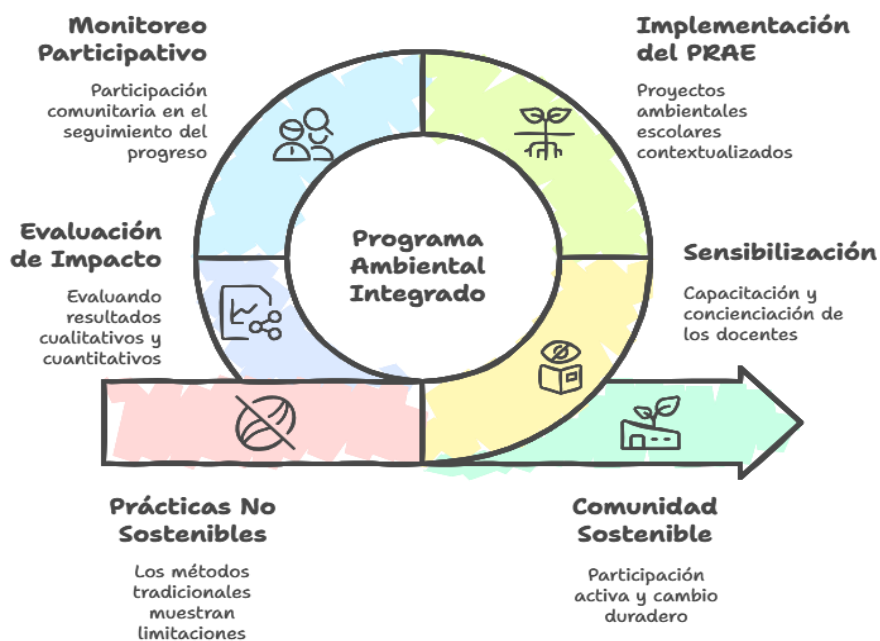 Monitoreo
Participativo
Participación
comunitaria en el
seguimiento del
progreso
Implementación
del PRAE
Proyectos
ambientales
escolares
contextualizados
Evaluación
de Impacto
Evaluando
resultados
cualitativos y
cuantitativos
Programa
Ambiental
Integrado
Sensibilización
Capacitación y
concienciación de
los docentes
Prácticas No
Sostenibles
Los métodos
tradicionales
muestran
limitaciones
Comunidad
Sostenible
Participación
activa y cambio
duradero